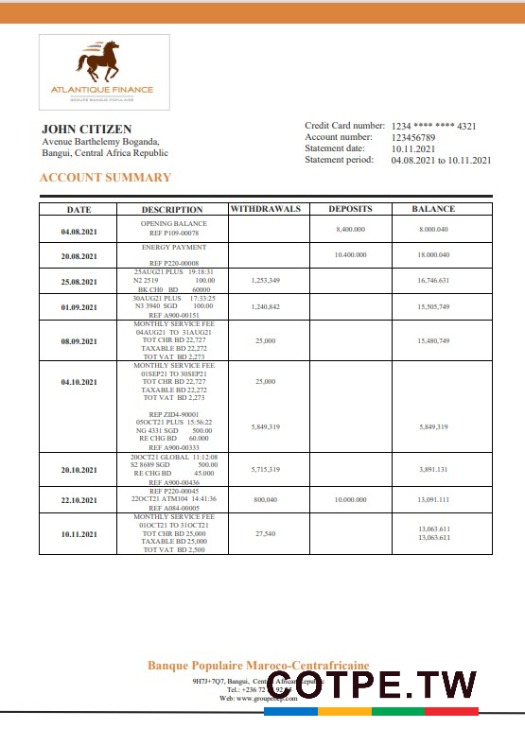 ATLANTIQUE FINANCE
GROUPE BANQUE POPULAIRE
JOHN CITIZEN
Avenue Barthelemy Boganda,
Bangui, Central Africa Republic
Credit Card number: 1234 **** **** 4321
Account number: 123456789
Statement date: 10.11.2021
Statement period: 04.08.2021 to 10.11.2021
ACCOUNT SUMMARY
DATE DESCRIPTION WITHDRAWALS DEPOSITS BALANCE
OPENING BALANCE
04.08.2021 8,400.000 8.000.040
REF P109-00078
ENERGY PAYMENT
20.08.2021 10.400.000 18.000.040
REF P220-00008
25AUG21 PLUS 19:18:31
25.08.2021 N2 2519 100.00 1,253,349 16,746.631
BK CH0 BD 60000
30AUG21 PLUS 17:33:25
01.09.2021 N3 3940 SGD 100.00 1,240,842 15,505,749
REF A900-00151
MONTHLY SERVICE FEE
04AUG21 TO 31AUG21
08.09.2021 TOT CHR BD 22,727 25,000 15,480,749
TAXABLE BD 22,272
TOT VAT BD 2,273
MONTHLY SERVICE FEE
01SEP21 TO 30SEP21
04.10.2021 TOT CHR BD 22,727 25,000
TAXABLE BD 22,272
TOT VAT BD 2,273
REP ZID4-90001
05OCT21 PLUS 15:56:22
NG 4331 SGD 500.00 5,849,319 5,849,319
RE CHG BD 60.000
REF A900-00333
20OCT21 GLOBAL 11:12:08
20.10.2021 S2 8689 SGD 500.00 5,715,319 3,891.131
RE CHG BD 45.000
REF A900-00436
REF P220-00045
22.10.2021 22OCT21 ATM104 14:41:36 800,040 10:000.000 13,091.111
REF A084-00005
MONTHLY SERVICE FEE
01OCT21 TO 31OCT21
10.11.2021 TOT CHR BD 25,000 27,540 13,063.611
TAXABLE BD 25,000 13,063.611
TOT VAT BD 2,500
Banque Populaire Maroco-Centrafricaine
9H7J+7Q7, Bangui,
Tel.: +236 72
Web: www.
COTPE.TW